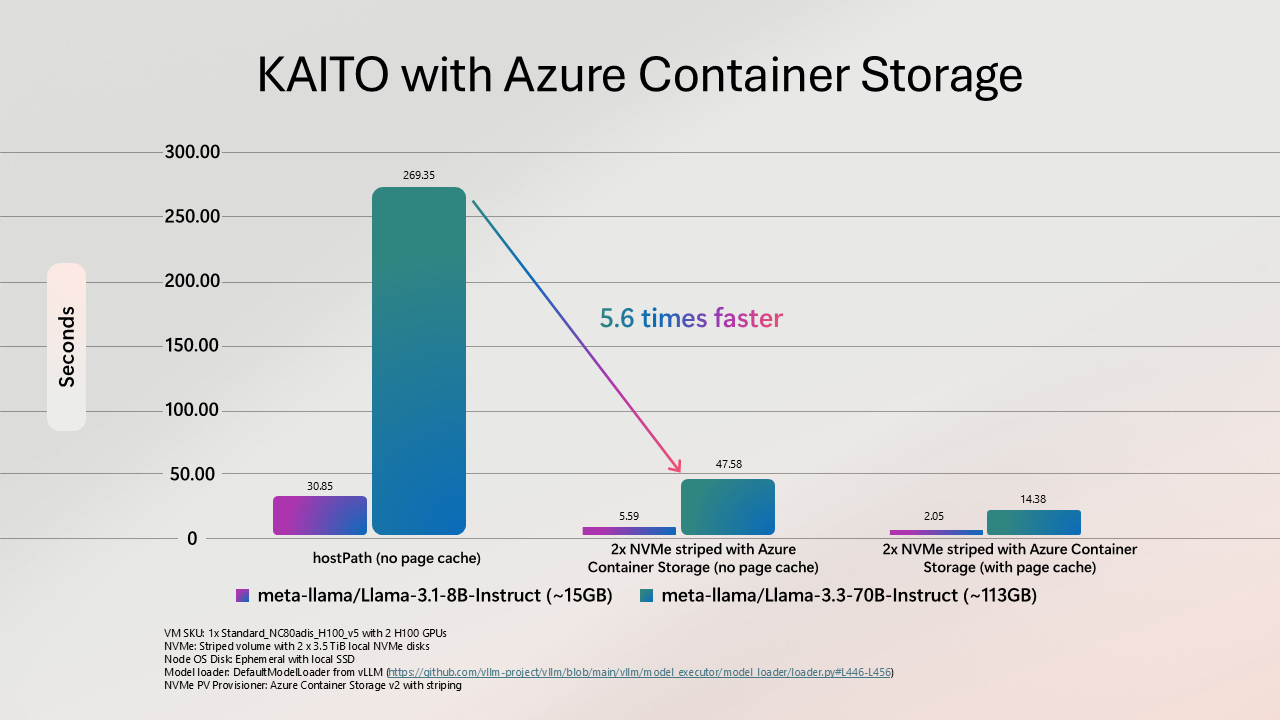 KAITO with Azure Container Storage
300.00
250.00
200.00
150.00
100.00
50.00
0
Seconds
269.35
30.85
5.6 times faster
47.58
5.59
14.38
2.05
hostPath (no page cache)
2x NVMe striped with Azure
Container Storage (no page cache)
2x NVMe striped with Azure Container
Storage (with page cache)
meta-llama/Llama-3.1-8B-Instruct (~15GB)
meta-llama/Llama-3.3-70B-Instruct (~113GB)
VM SKU: 1x Standard_NC80adis_H100_v5 with 2 H100 GPUs
NVMe: Striped volume with 2 x 3.5 TiB local NVMe disks
Node OS Disk: Ephemeral with local SSD
Model loader: DefaultModelLoader from vLLM (https://github.com/vllm-project/vllm/blob/main/vllm/model_executor/model_loader/loader.py#L446-L456)
NVMe PV Provisioner: Azure Container Storage v2 with striping